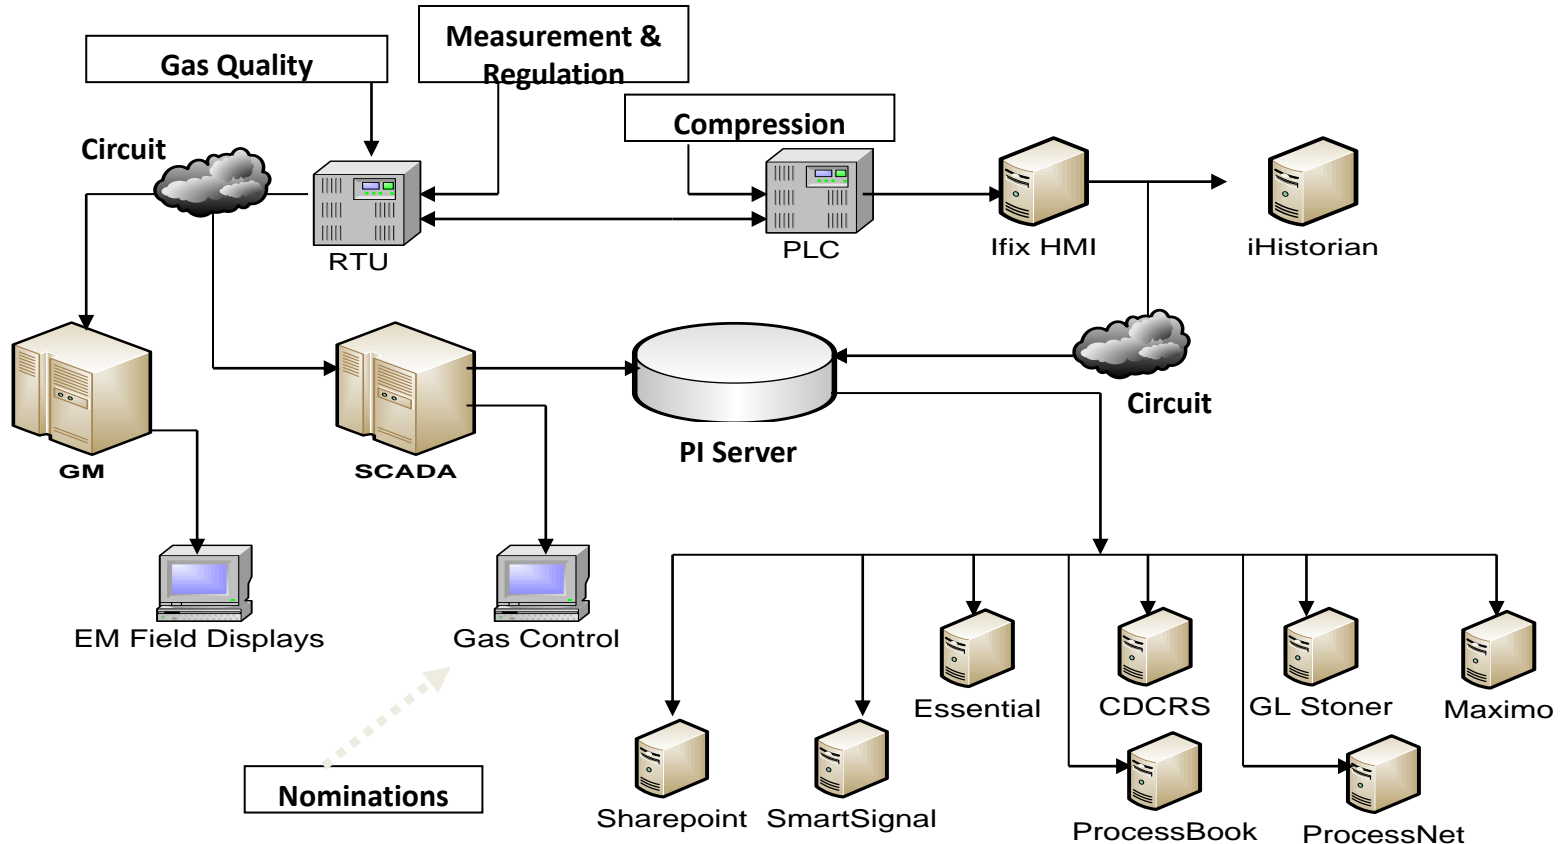 Measurement &
Regulation
Gas Quality
Compression
Circuit
RTU
PLC
Ifix HMI
iHistorian
Circuit
GM
SCADA
PI Server
EM Field Displays
Gas Control
Essential
CDCRS
GL Stoner
Maximo
Nominations
Sharepoint
SmartSignal
ProcessBook
ProcessNet